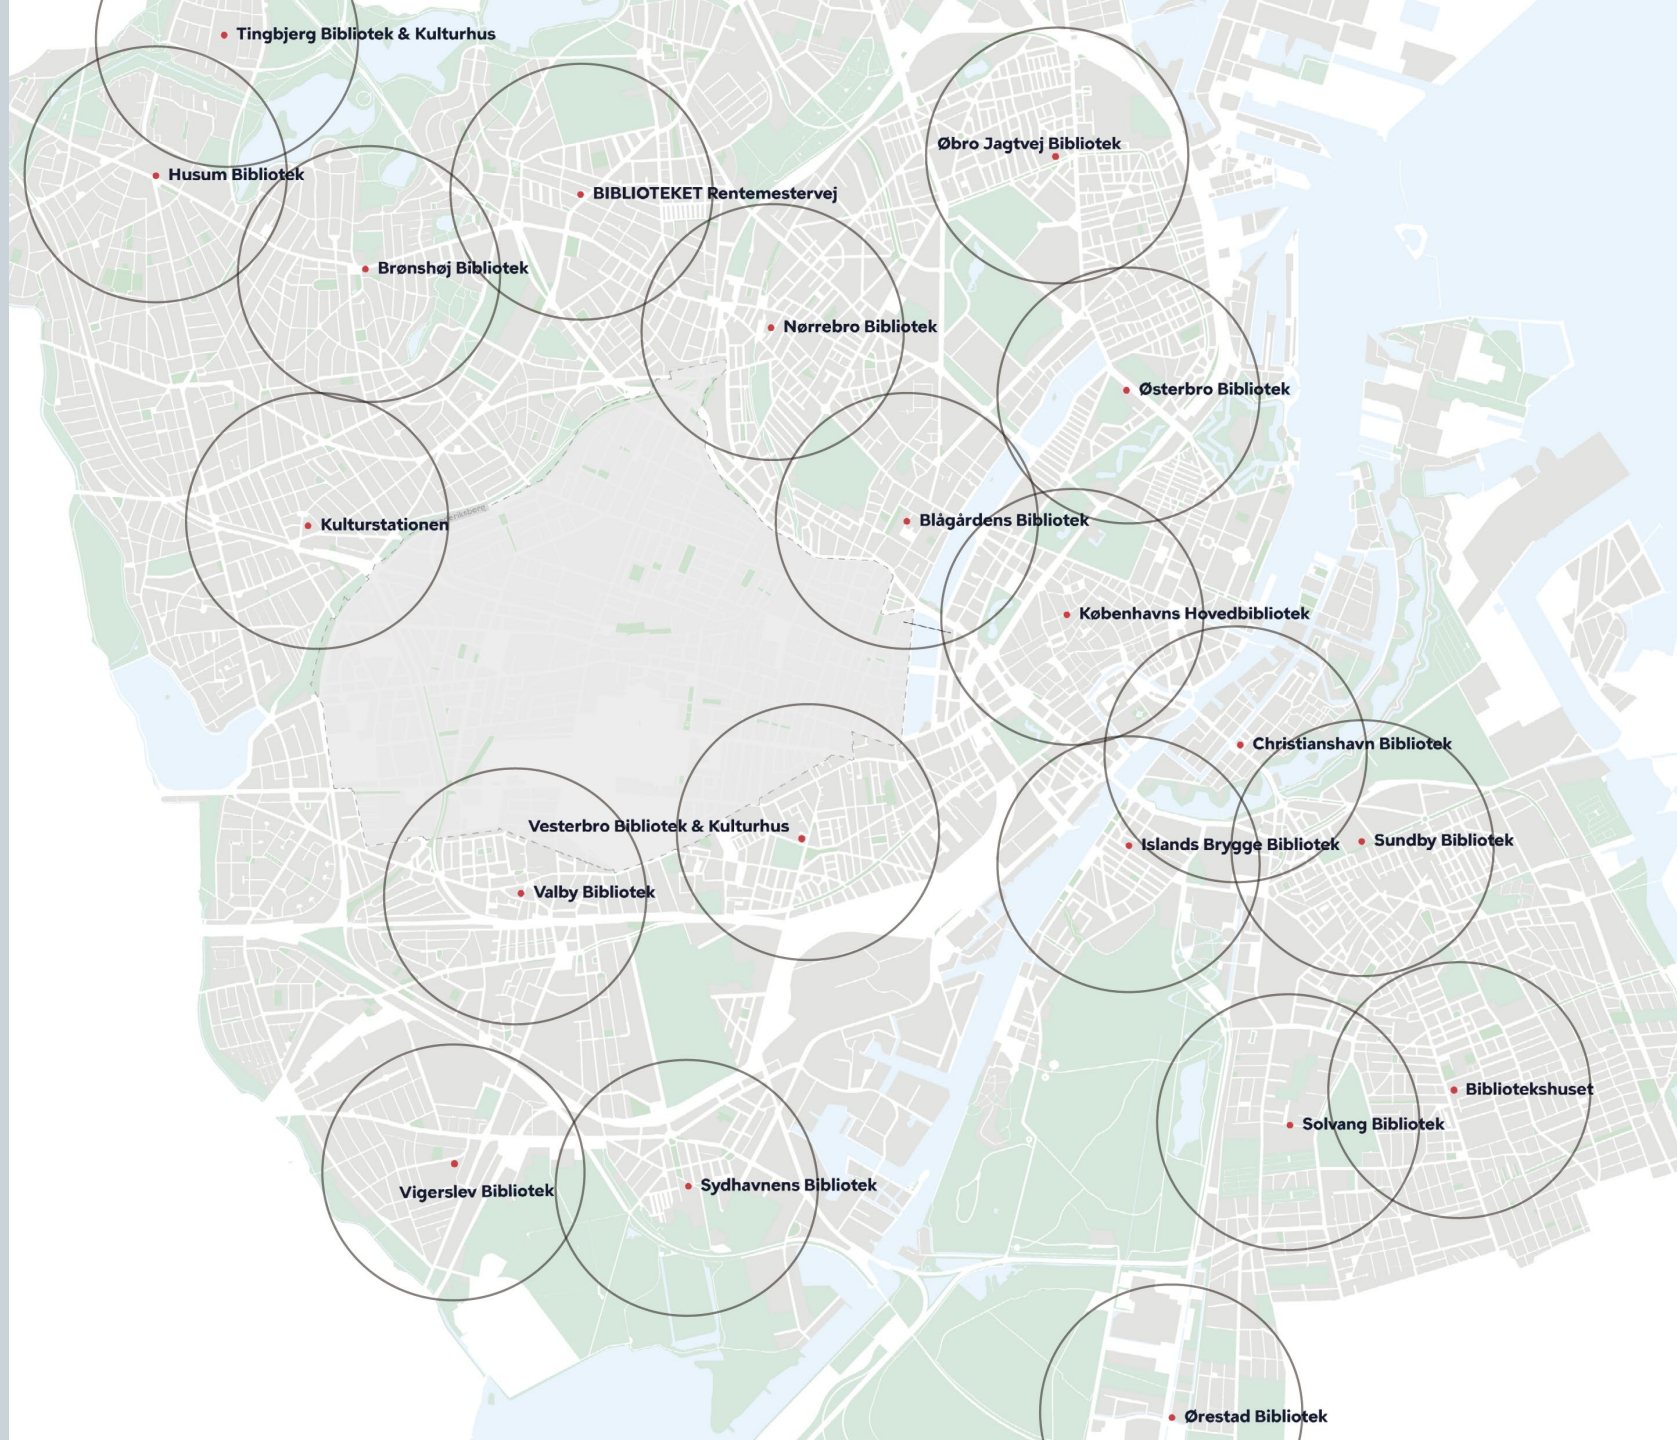 Tingbjerg Bibliotek & Kulturhus
Øbro Jagtvej Bibliotek
Husum Bibliotek
BIBLIOTEKET Rentemestervej
Brønshøj Bibliotek
Nørrebro Bibliotek
Østerbro Bibliotek
Kulturstationen
Blågårdens Bibliotek
Københavns Hovedbibliotek
Christianshavn Bibliotek
Vesterbro Bibliotek & Kulturhus
Islands Brygge Bibliotek
Sundby Bibliotek
Valby Bibliotek
Bibliotekshuset
Solvang Bibliotek
Vigerslev Bibliotek
Sydhavnens Bibliotek
Ørestad Bibliotek